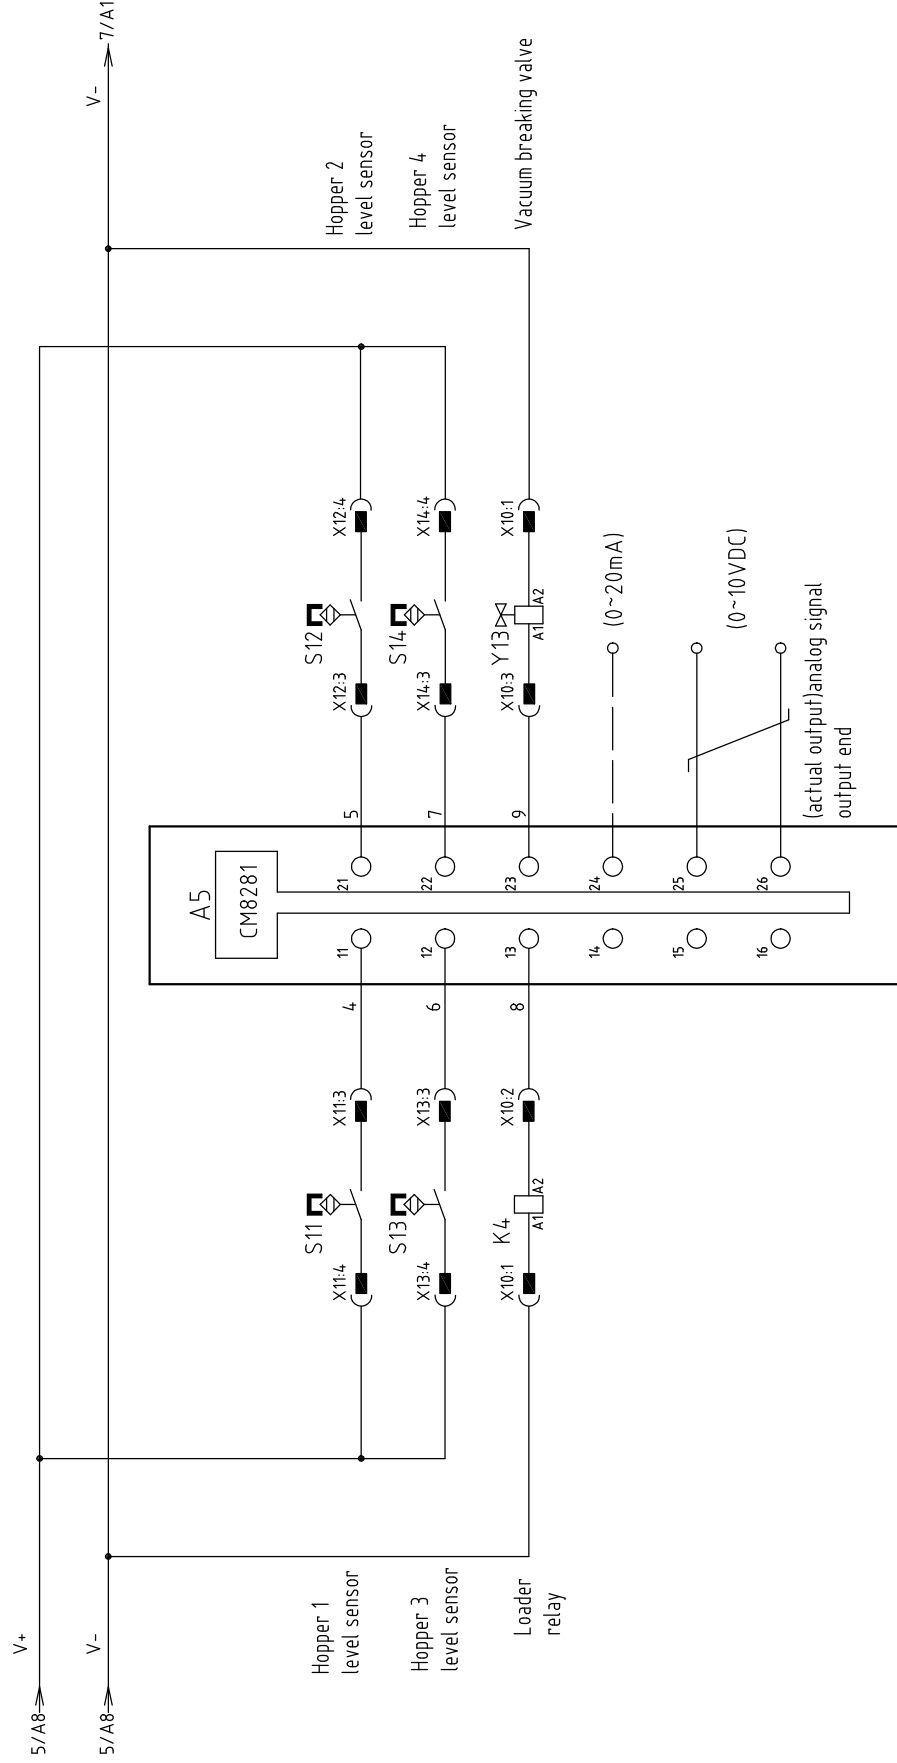 5/A8
V+
5/A8
V-
V-
7/A1
Hopper 1
level sensor
Hopper 3
level sensor
Loader
relay
X11:4
S11
X11:3
4
X13:4
S13
X13:3
6
X10:1
K4
A1
A2
X10:2
8
A5
CM8281
11
12
13
14
15
16
21
22
23
24
25
26
5
X12:3
S12
X12:4
7
X14:3
S14
X14:4
9
X10:3
Y13
A1
A2
X10:1
Hopper 2
level sensor
Hopper 4
level sensor
Vacuum breaking valve
(0~20mA)
(0~10VDC)
(actual output)analog signal
output end